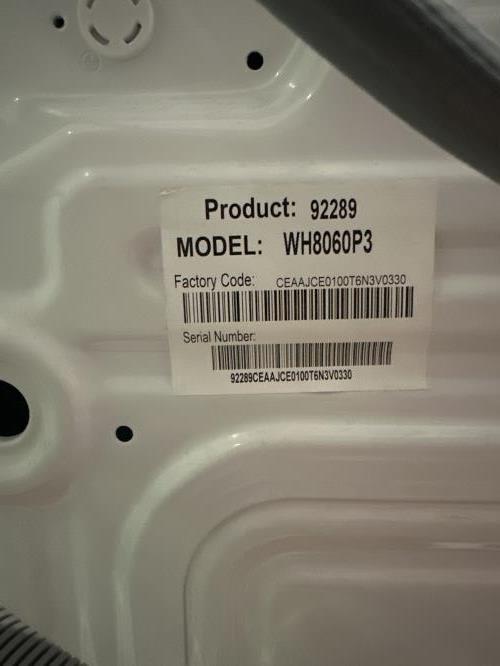 Product: 92289
MODEL: WH8060P3
Factory Code: CEAAJCE0100T6N3V0330
Serial Number:
92289CEAAJCE0100T6N3V0330